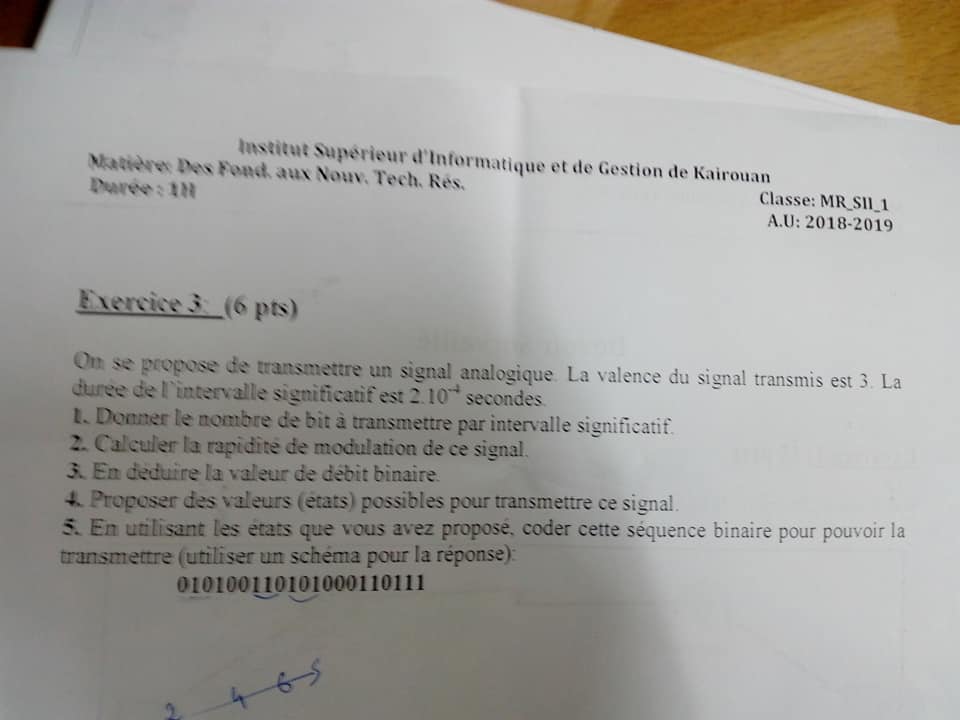 Institut Supérieur d'Informatique et de Gestion de Kairouan
Matière: Des Fond. aux Nouv. Tech. Rés.
Durée : 1H
Classe: MR_SII_1
A.U: 2018-2019
Exercice 3: (6 pts)
On se propose de transmettre un signal analogique. La valence du signal transmis est 3. La
durée de l'intervalle significatif est 2.10⁻⁴ secondes.
1. Donner le nombre de bit à transmettre par intervalle significatif.
2. Calculer la rapidité de modulation de ce signal.
3. En déduire la valeur de débit binaire.
4. Proposer des valeurs (états) possibles pour transmettre ce signal.
5. En utilisant les états que vous avez proposé, coder cette séquence binaire pour pouvoir la
transmettre (utiliser un schéma pour la réponse):
010100110101000110111
2 4 6 5